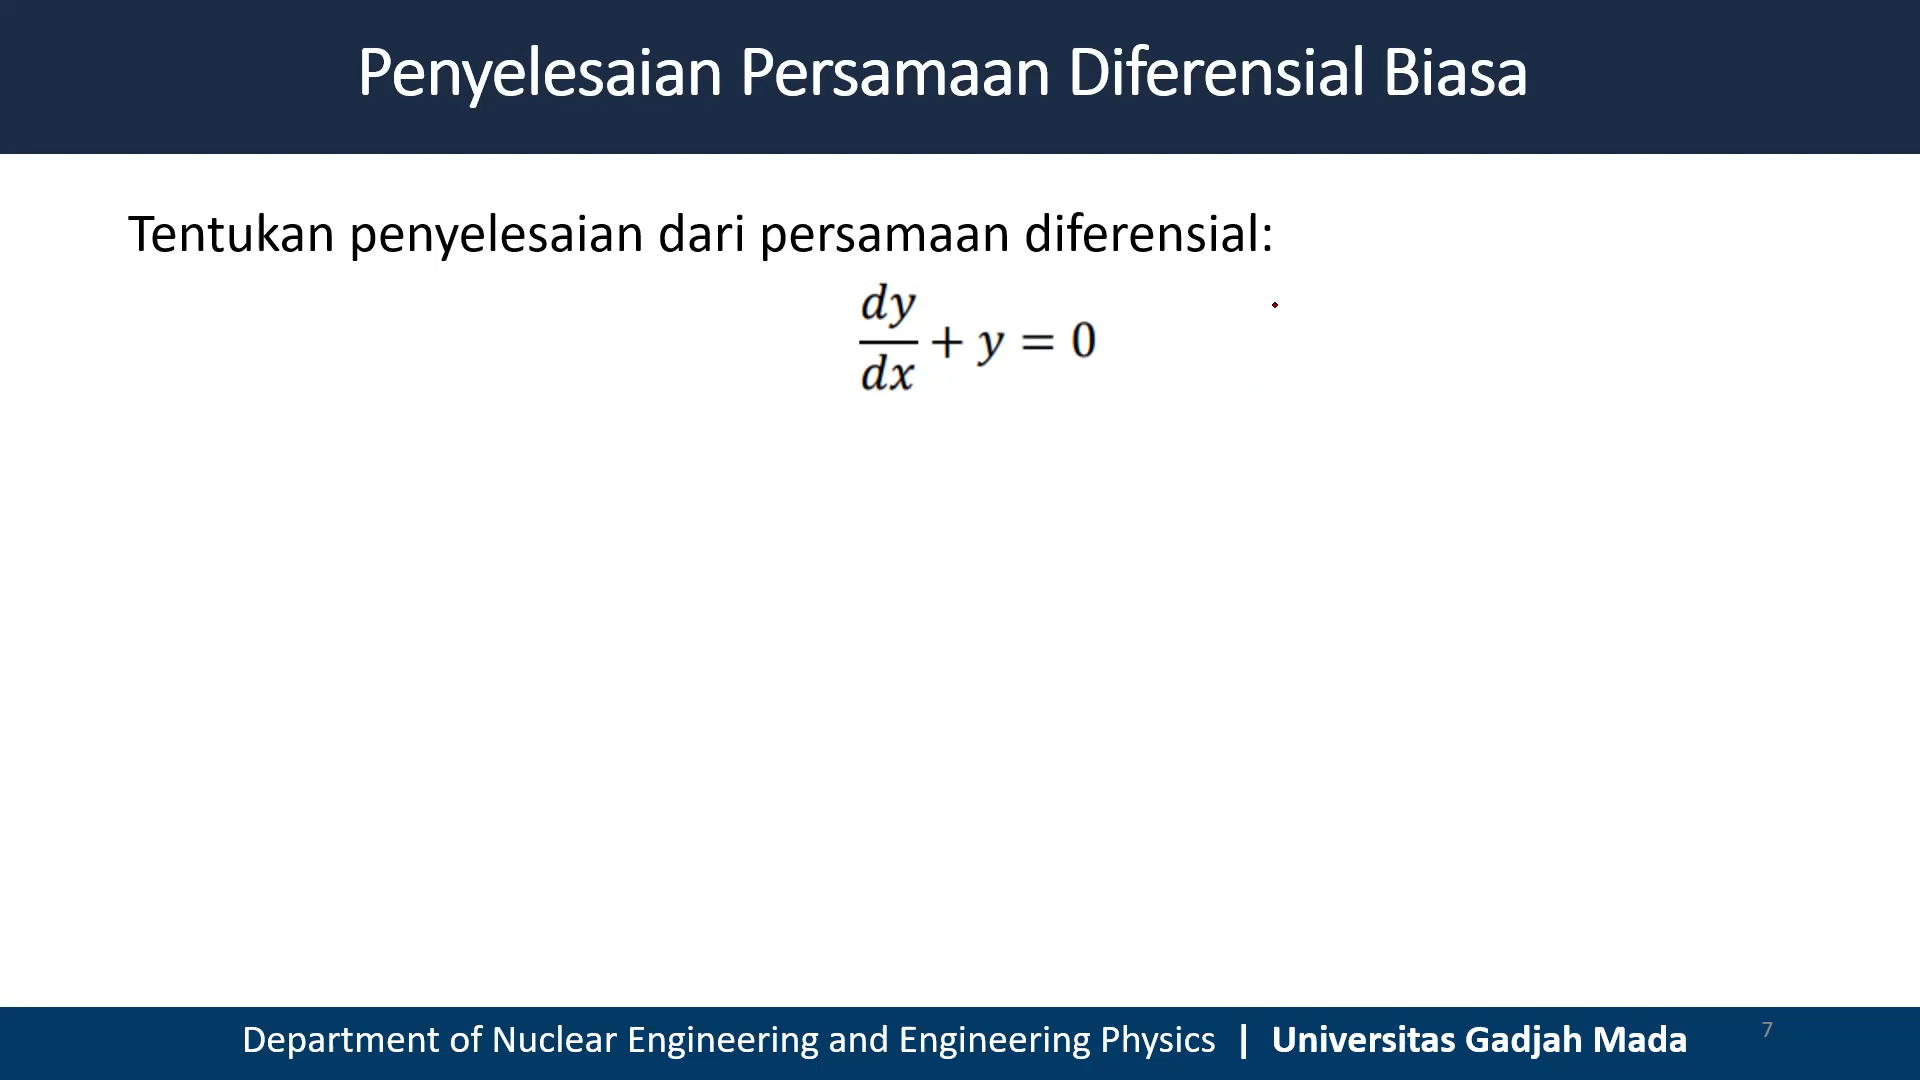 Penyelesaian Persamaan Diferensial Biasa
Tentukan penyelesaian dari persamaan diferensial:
dy/dx + y = 0
Department of Nuclear Engineering and Engineering Physics | Universitas Gadjah Mada 7